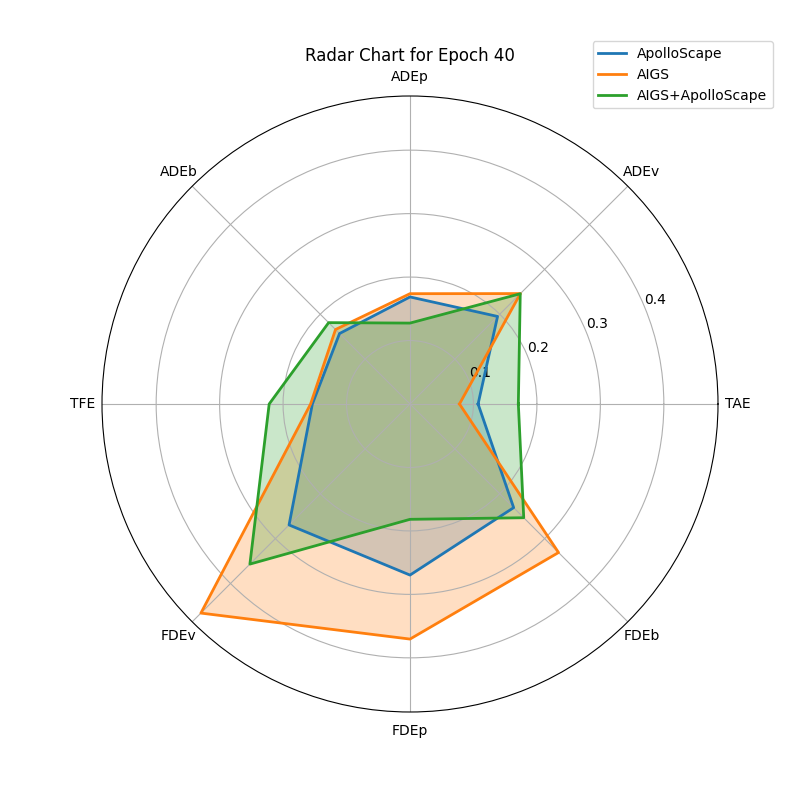 Radar Chart for Epoch 40
ApolloScape
AIGS
AIGS+ApolloScape
ADEp
ADEb
ADEv
0.4
0.3
0.2
0.1
TFE
TAE
FDEv
FDEb
FDEp